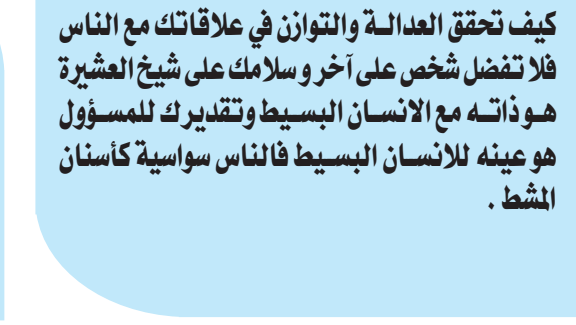 كيف تحقق العدالة والتوازن في علاقاتك مع الناس
فلا تفضل شخص على آخر وسلامك على شيخ العشيرة
هو ذاته مع الانسان البسيط وتقديرك للمسؤول
هو عينه للانسان البسيط فالناس سواسية كأسنان
المشط .